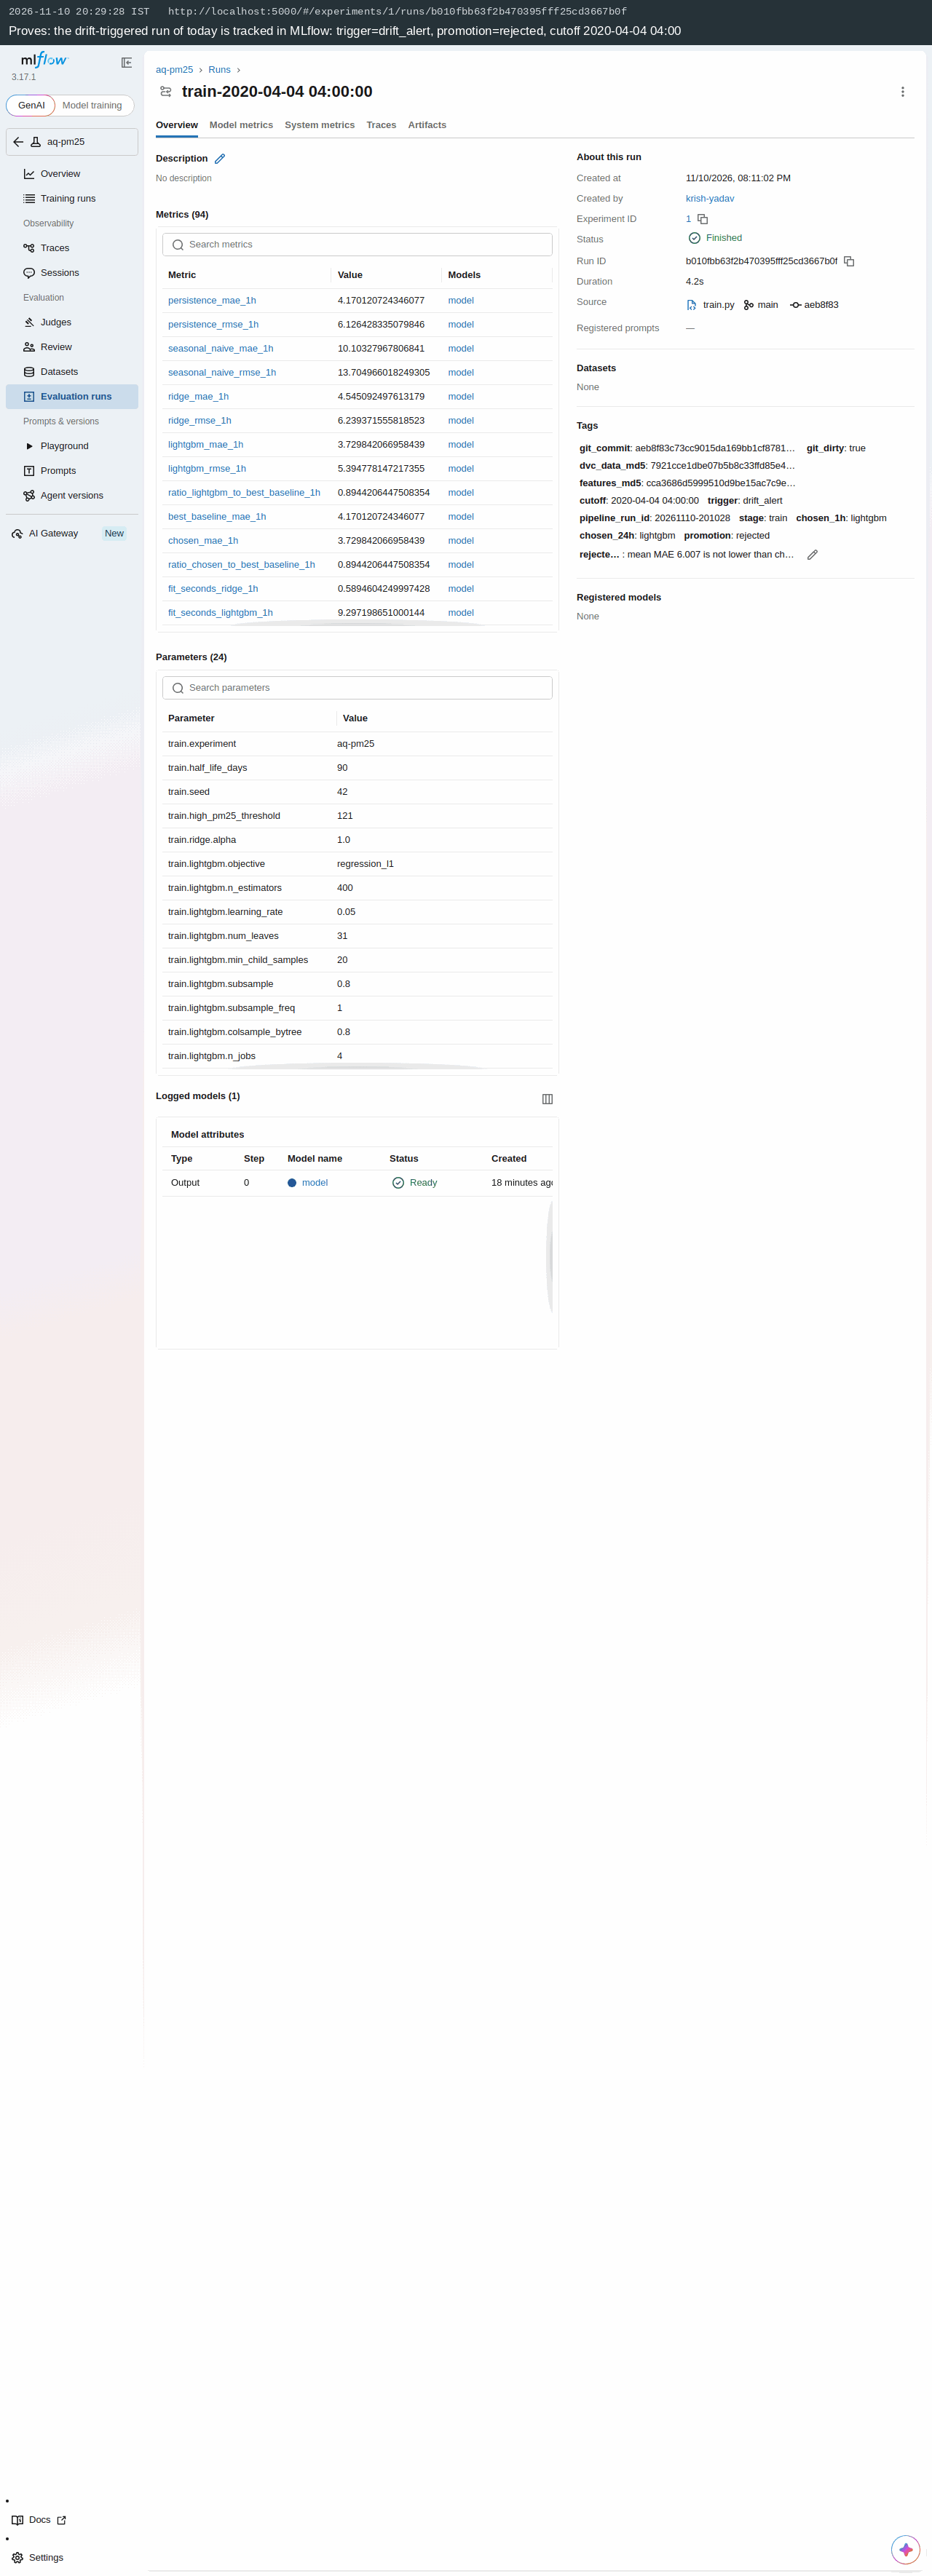 2026-11-10 20:29:28 IST http://localhost:5000/#/experiments/1/runs/b010fbb63f2b470395fff25cd3667b0f
Proves: the drift-triggered run of today is tracked in MLflow: trigger=drift_alert, promotion=rejected, cutoff 2020-04-04 04:00
mlflow
3.17.1
GenAI Model training
aq-pm25
Overview
Training runs
Observability
Traces
Sessions
Evaluation
Judges
Review
Datasets
Evaluation runs
Prompts & versions
Playground
Prompts
Agent versions
AI Gateway New
aq-pm25 › Runs ›
train-2020-04-04 04:00:00
Overview Model metrics System metrics Traces Artifacts
Description
No description
Metrics (94)
Search metrics
Metric Value Models
persistence_mae_1h 4.170120724346077 model
persistence_rmse_1h 6.126428335079846 model
seasonal_naive_mae_1h 10.10327967806841 model
seasonal_naive_rmse_1h 13.704966018249305 model
ridge_mae_1h 4.545092497613179 model
ridge_rmse_1h 6.239371555818523 model
lightgbm_mae_1h 3.729842066958439 model
lightgbm_rmse_1h 5.394778147217355 model
ratio_lightgbm_to_best_baseline_1h 0.8944206447508354 model
best_baseline_mae_1h 4.170120724346077 model
chosen_mae_1h 3.729842066958439 model
ratio_chosen_to_best_baseline_1h 0.8944206447508354 model
fit_seconds_ridge_1h 0.5894604249997428 model
fit_seconds_lightgbm_1h 9.297198651000144 model
Parameters (24)
Search parameters
Parameter Value
train.experiment aq-pm25
train.half_life_days 90
train.seed 42
train.high_pm25_threshold 121
train.ridge.alpha 1.0
train.lightgbm.objective regression_l1
train.lightgbm.n_estimators 400
train.lightgbm.learning_rate 0.05
train.lightgbm.num_leaves 31
train.lightgbm.min_child_samples 20
train.lightgbm.subsample 0.8
train.lightgbm.subsample_freq 1
train.lightgbm.colsample_bytree 0.8
train.lightgbm.n_jobs 4
Logged models (1)
Model attributes
Type Step Model name Status Created
Output 0 model Ready 18 minutes ago
About this run
Created at 11/10/2026, 08:11:02 PM
Created by krish-yadav
Experiment ID 1
Status Finished
Run ID b010fbb63f2b470395fff25cd3667b0f
Duration 4.2s
Source train.py main aeb8f83
Registered prompts —
Datasets
None
Tags
git_commit: aeb8f83c73cc9015da169bb1cf8781... git_dirty: true
dvc_data_md5: 7921cce1dbe07b5b8c33ffd85e4...
features_md5: cca3686d5999510d9be15ac7c9e...
cutoff: 2020-04-04 04:00:00 trigger: drift_alert
pipeline_run_id: 20261110-201028 stage: train chosen_1h: lightgbm
chosen_24h: lightgbm promotion: rejected
rejecte... : mean MAE 6.007 is not lower than ch...
Registered models
None
Docs
Settings